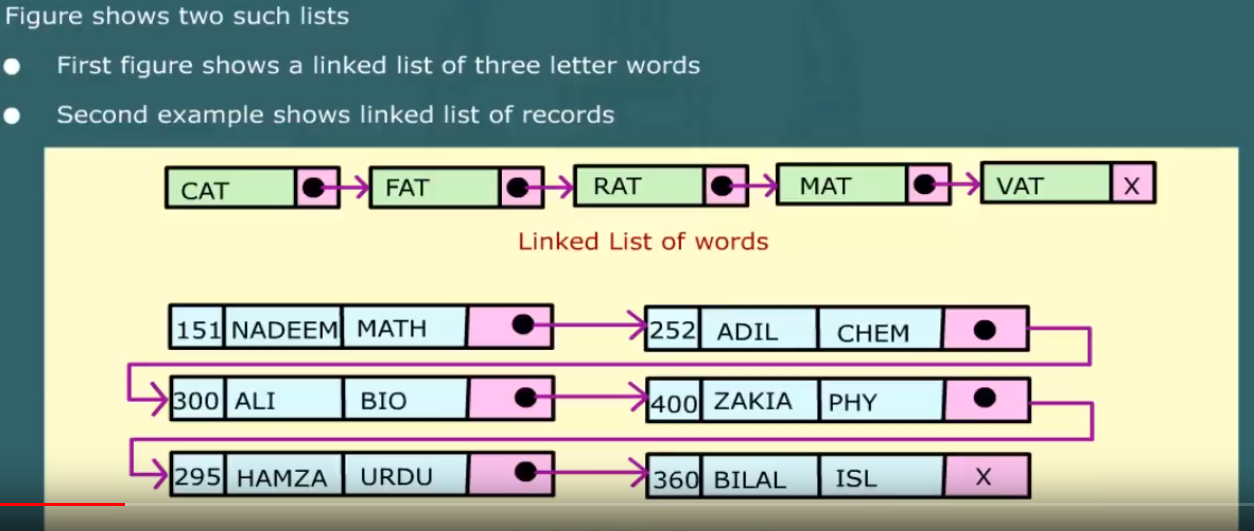 Figure shows two such lists
● First figure shows a linked list of three letter words
● Second example shows linked list of records
CAT FAT RAT MAT VAT X
Linked List of words
151 NADEEM MATH 252 ADIL CHEM
300 ALI BIO 400 ZAKIA PHY
295 HAMZA URDU 360 BILAL ISL X